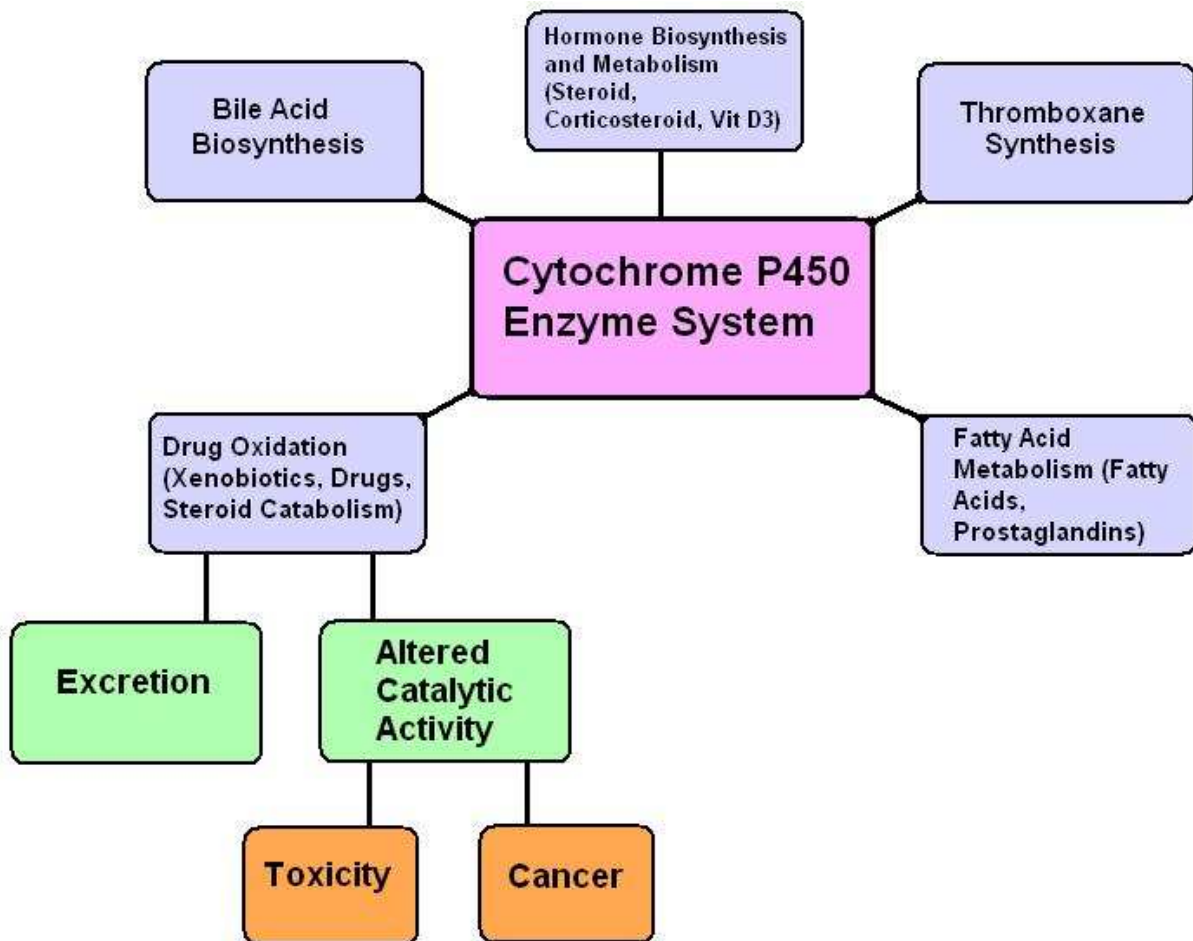 Hormone Biosynthesis
and Metabolism
(Steroid,
Corticosteroid, Vit D3)
Bile Acid
Biosynthesis
Thromboxane
Synthesis
Cytochrome P450
Enzyme System
Drug Oxidation
(Xenobiotics, Drugs,
Steroid Catabolism)
Fatty Acid
Metabolism (Fatty
Acids,
Prostaglandins)
Excretion
Altered
Catalytic
Activity
Toxicity
Cancer